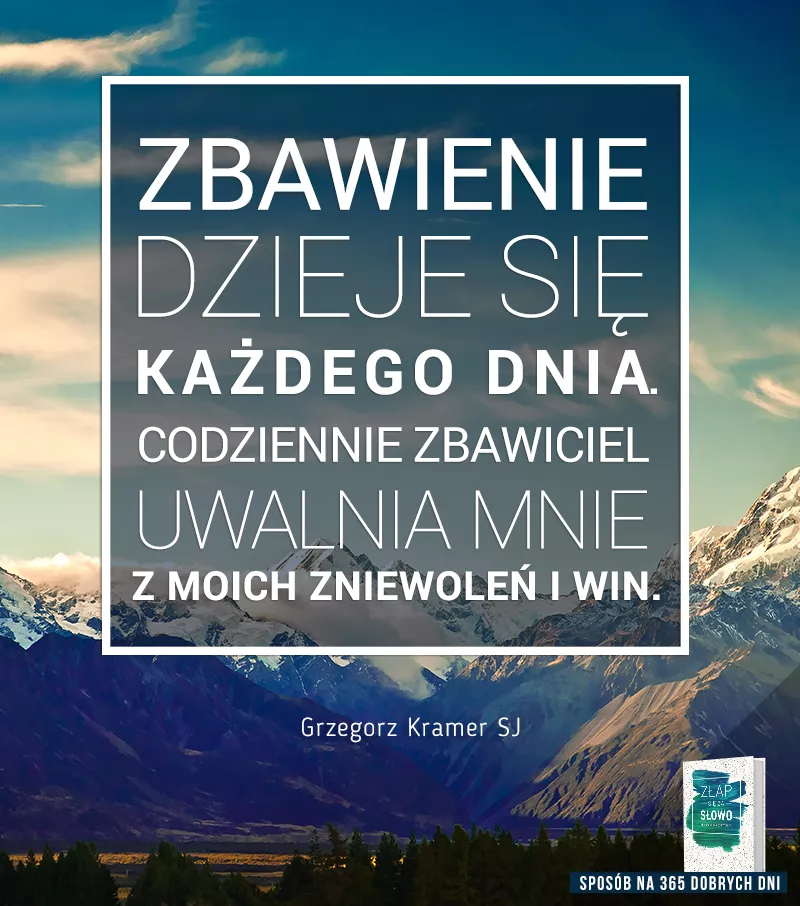 ZBAWIENIE
DZIEJE SIĘ
KAŻDEGO DNIA.
CODZIENNIE ZBAWICIEL
UWALNIA MNIE
Z MOICH ZNIEWOLEŃ I WIN.
Grzegorz Kramer SJ
ZŁAP
SŁOWO
SPOSÓB NA 365 DOBRYCH DNI